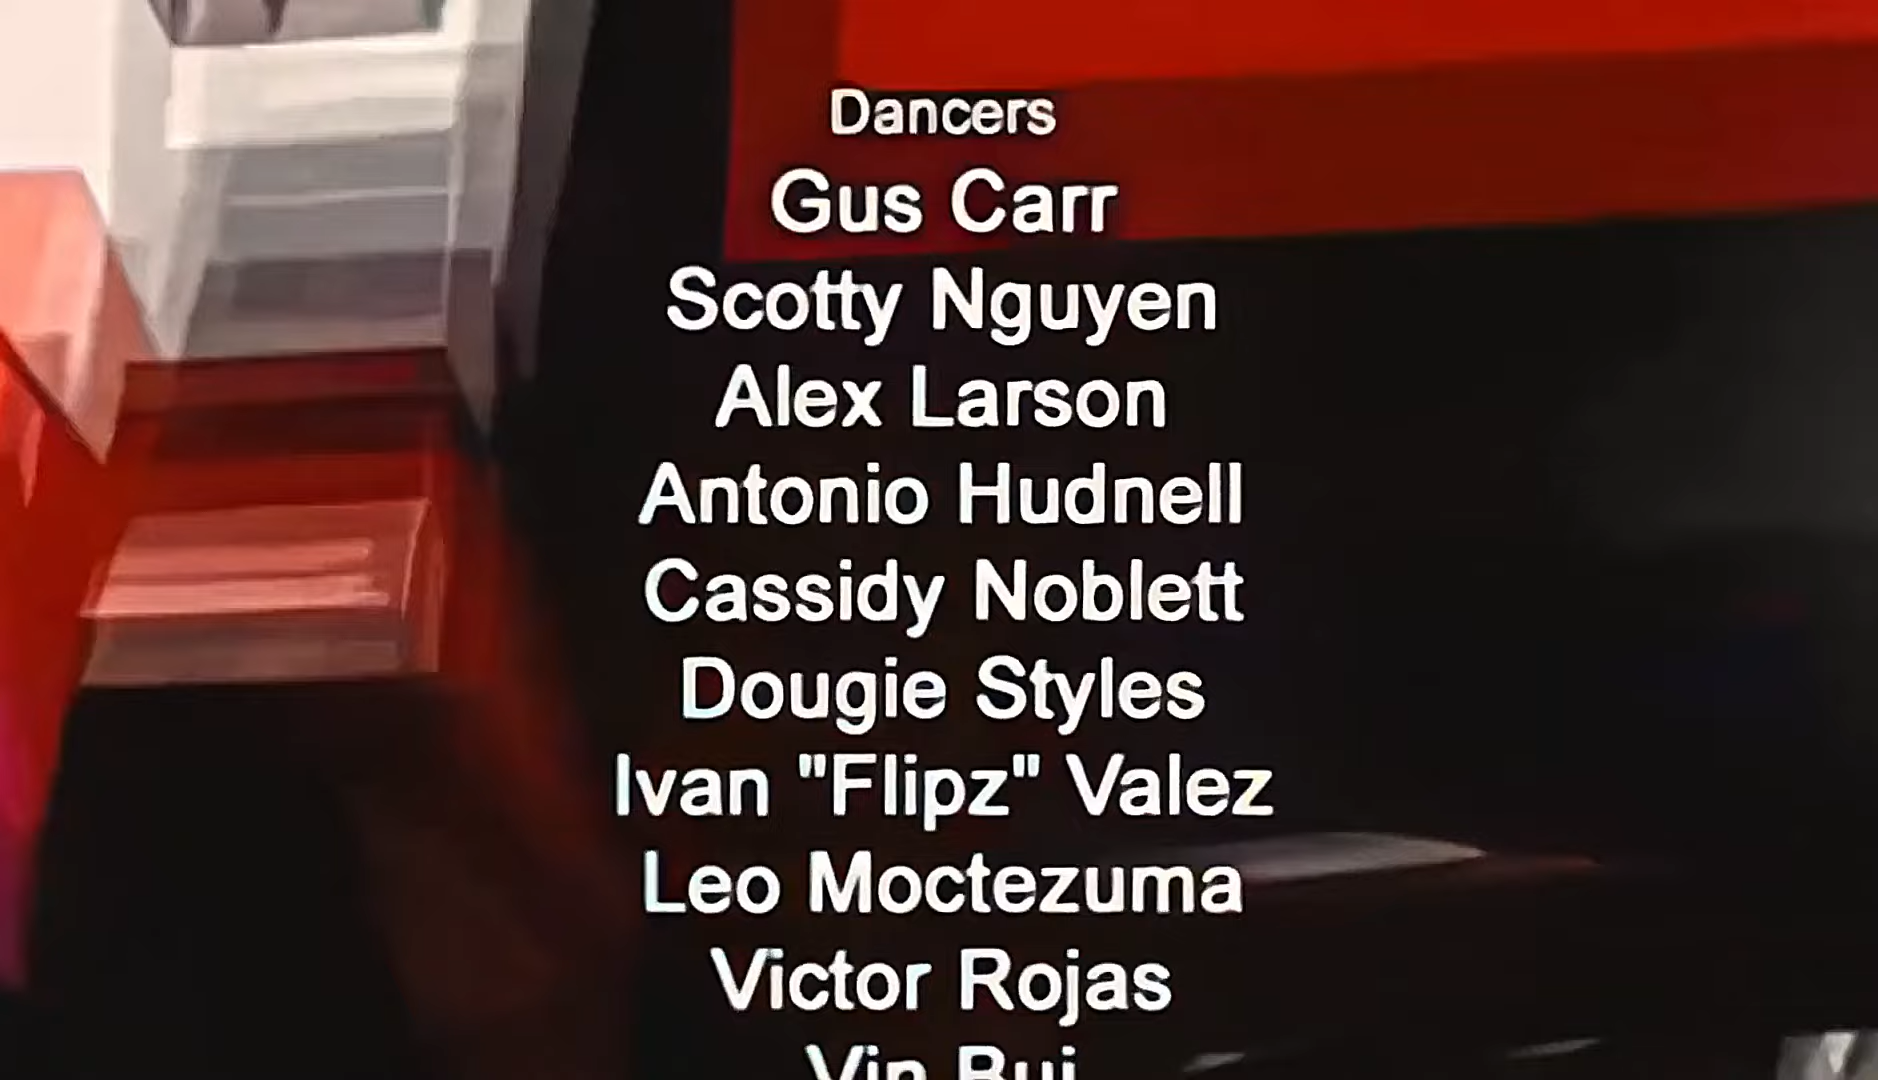 Dancers
Gus Carr
Scotty Nguyen
Alex Larson
Antonio Hudnell
Cassidy Noblett
Dougie Styles
Ivan "Flipz" Valez
Leo Moctezuma
Victor Rojas